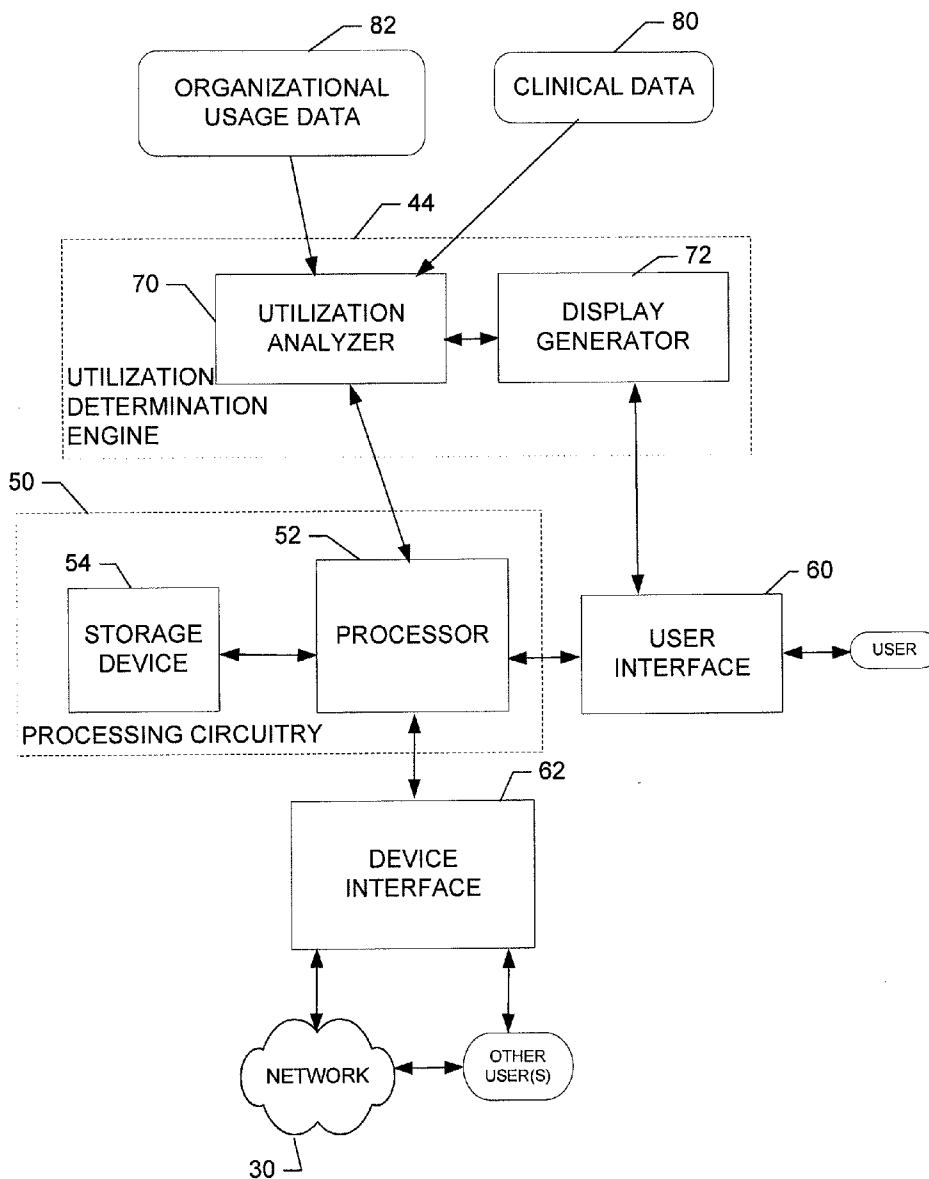 82
80
ORGANIZATIONAL
USAGE DATA
CLINICAL DATA
44
70
72
UTILIZATION
ANALYZER
DISPLAY
GENERATOR
UTILIZATION
DETERMINATION
ENGINE
50
52
54
60
STORAGE
DEVICE
PROCESSOR
USER
INTERFACE
USER
PROCESSING CIRCUITRY
62
DEVICE
INTERFACE
NETWORK
OTHER
USER(S)
30